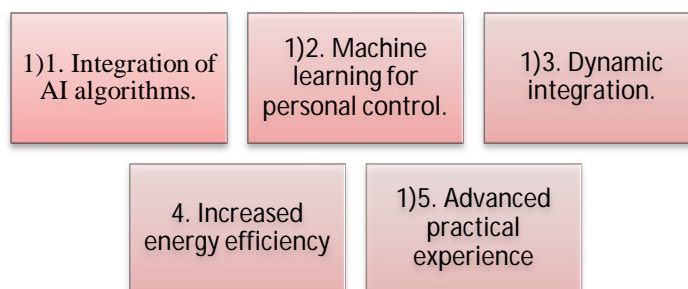 1)1. Integration of
AI algorithms.
1)2. Machine
learning for
personal control.
1)3. Dynamic
integration.
4. Increased
energy efficiency
1)5. Advanced
practical
experience